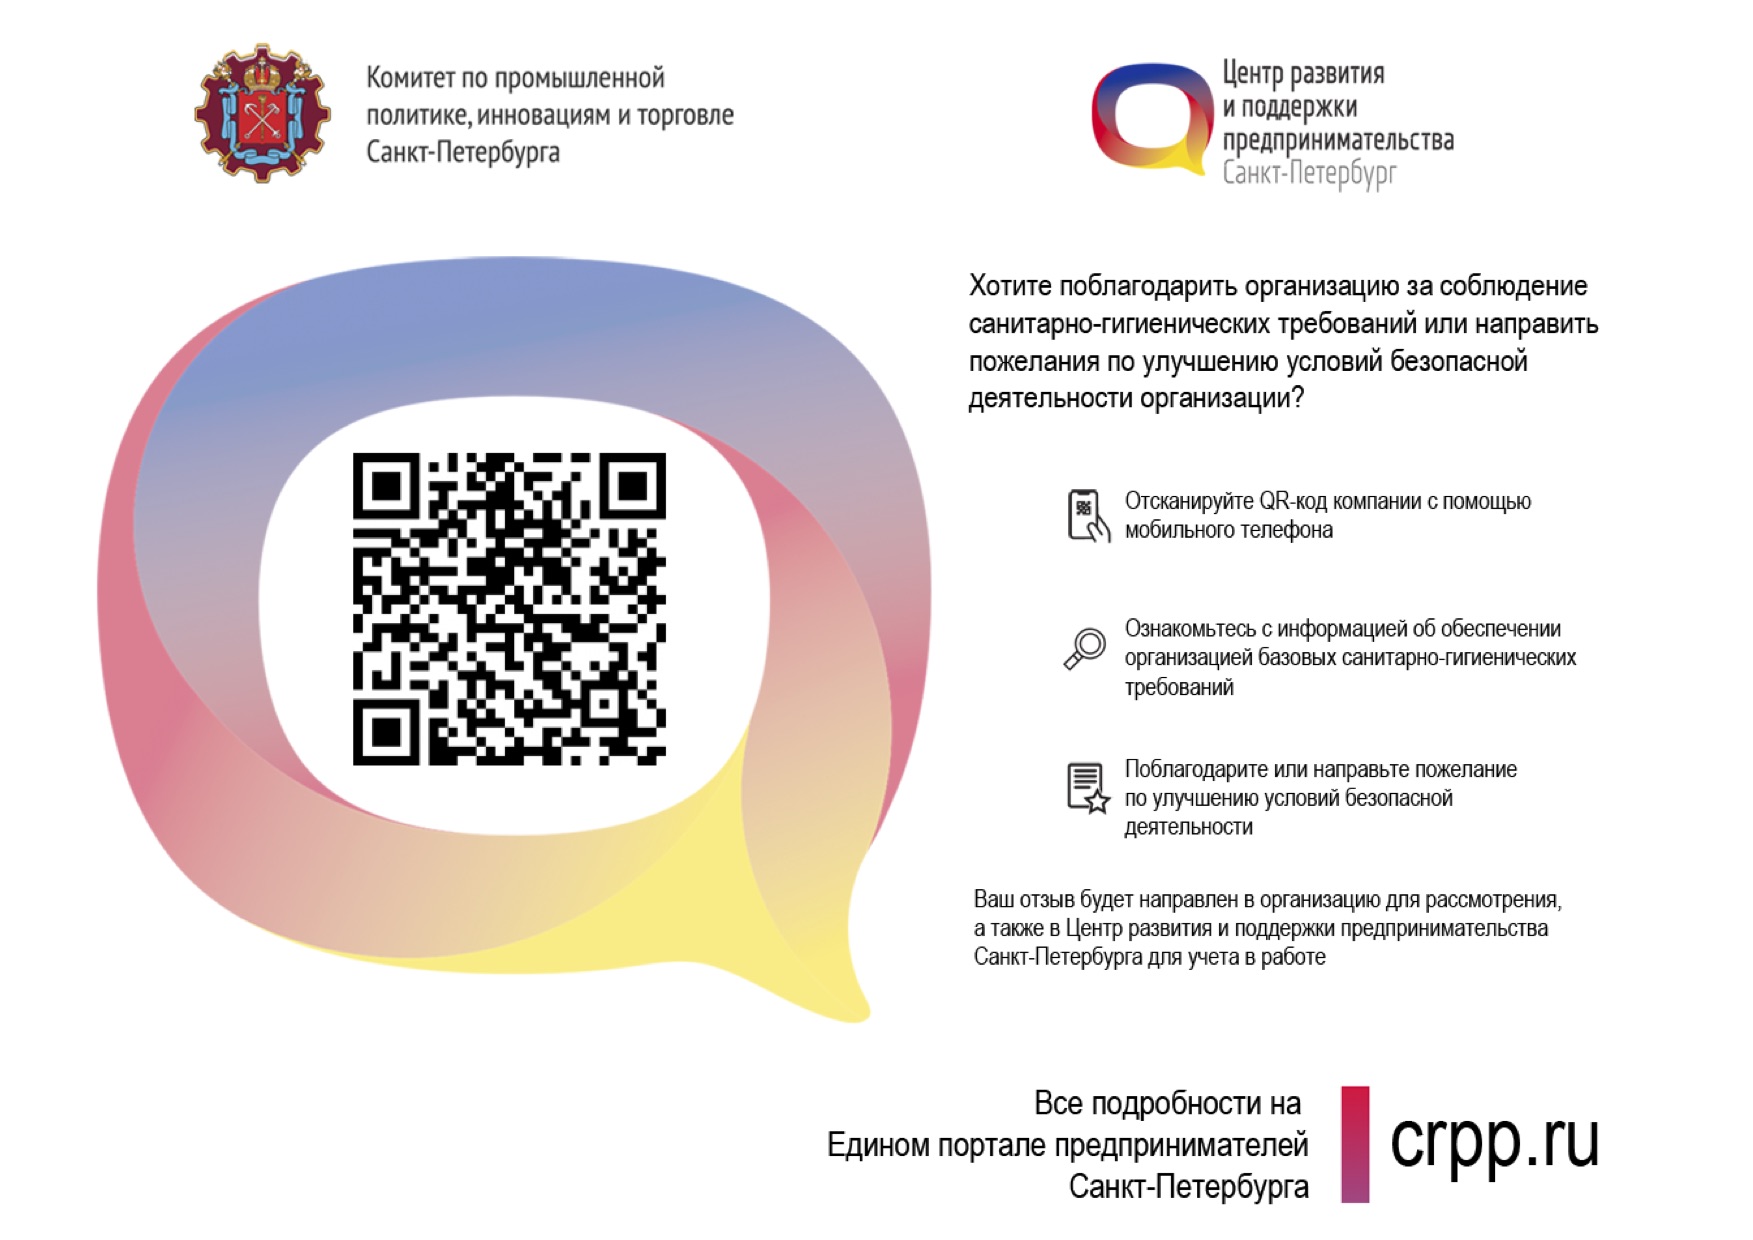 Комитет по промышленной
политике, инновациям и торговле
Санкт-Петербурга
Центр развития
и поддержки
предпринимательства
Санкт-Петербург
Хотите поблагодарить организацию за соблюдение
санитарно-гигиенических требований или направить
пожелания по улучшению условий безопасной
деятельности организации?
Отсканируйте QR-код компании с помощью
мобильного телефона
Ознакомьтесь с информацией об обеспечении
организацией базовых санитарно-гигиенических
требований
Поблагодарите или направьте пожелание
по улучшению условий безопасной
деятельности
Ваш отзыв будет направлен в организацию для рассмотрения,
а также в Центр развития и поддержки предпринимательства
Санкт-Петербурга для учета в работе
Все подробности на
Едином портале предпринимателей
Санкт-Петербурга
crpp.ru